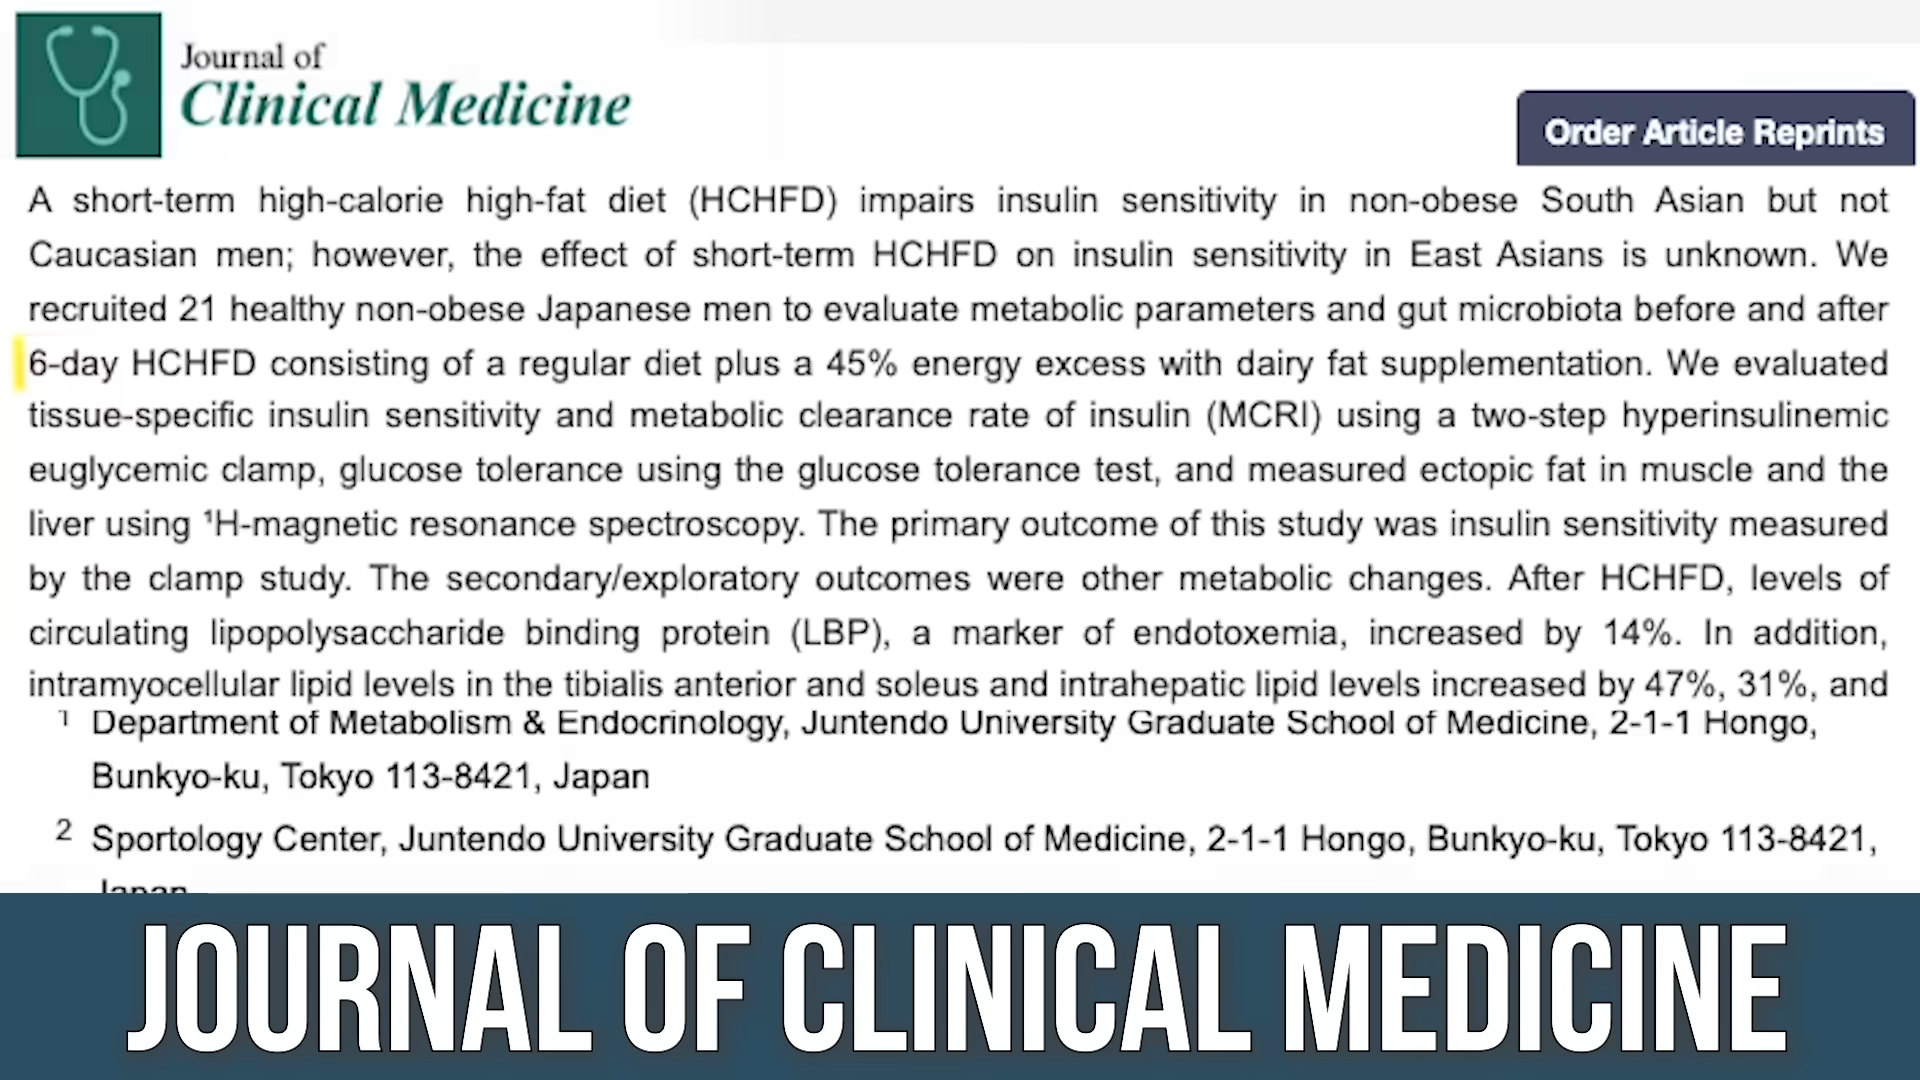 Journal of
Clinical Medicine
Order Article Reprints
A short-term high-calorie high-fat diet (HCHFD) impairs insulin sensitivity in non-obese South Asian but not
Caucasian men; however, the effect of short-term HCHFD on insulin sensitivity in East Asians is unknown. We
recruited 21 healthy non-obese Japanese men to evaluate metabolic parameters and gut microbiota before and after
6-day HCHFD consisting of a regular diet plus a 45% energy excess with dairy fat supplementation. We evaluated
tissue-specific insulin sensitivity and metabolic clearance rate of insulin (MCRI) using a two-step hyperinsulinemic
euglycemic clamp, glucose tolerance using the glucose tolerance test, and measured ectopic fat in muscle and the
liver using ¹H-magnetic resonance spectroscopy. The primary outcome of this study was insulin sensitivity measured
by the clamp study. The secondary/exploratory outcomes were other metabolic changes. After HCHFD, levels of
circulating lipopolysaccharide binding protein (LBP), a marker of endotoxemia, increased by 14%. In addition,
intramyocellular lipid levels in the tibialis anterior and soleus and intrahepatic lipid levels increased by 47%, 31%, and
1 Department of Metabolism & Endocrinology, Juntendo University Graduate School of Medicine, 2-1-1 Hongo,
Bunkyo-ku, Tokyo 113-8421, Japan
2 Sportology Center, Juntendo University Graduate School of Medicine, 2-1-1 Hongo, Bunkyo-ku, Tokyo 113-8421,
Japan
JOURNAL OF CLINICAL MEDICINE